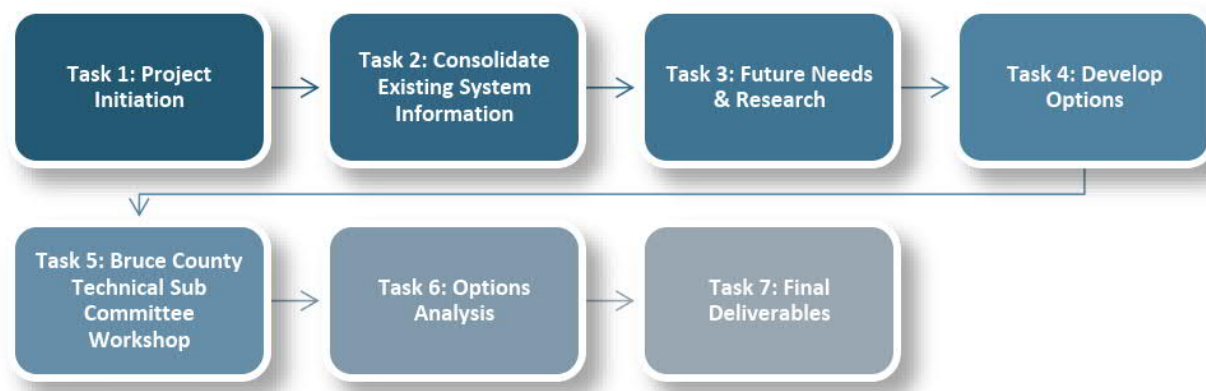 Task 1: Project
Initiation
Task 2: Consolidate
Existing System
Information
Task 3: Future Needs
& Research
Task 4: Develop
Options
Task 5: Bruce County
Technical Sub
Committee
Workshop
Task 6: Options
Analysis
Task 7: Final
Deliverables